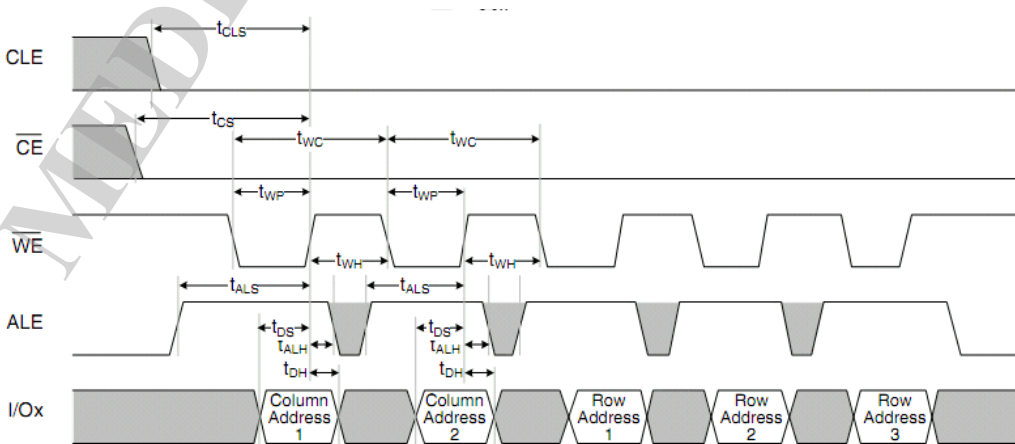 MED
tCLS
CLE
tCS
CE
tWC
tWC
tWP
tWP
WE
tWH
tWH
tALS
tALS
ALE
tDS
tDS
tALH
tALH
tDH
tDH
I/Ox
Column Address 1
Column Address 2
Row Address 1
Row Address 2
Row Address 3